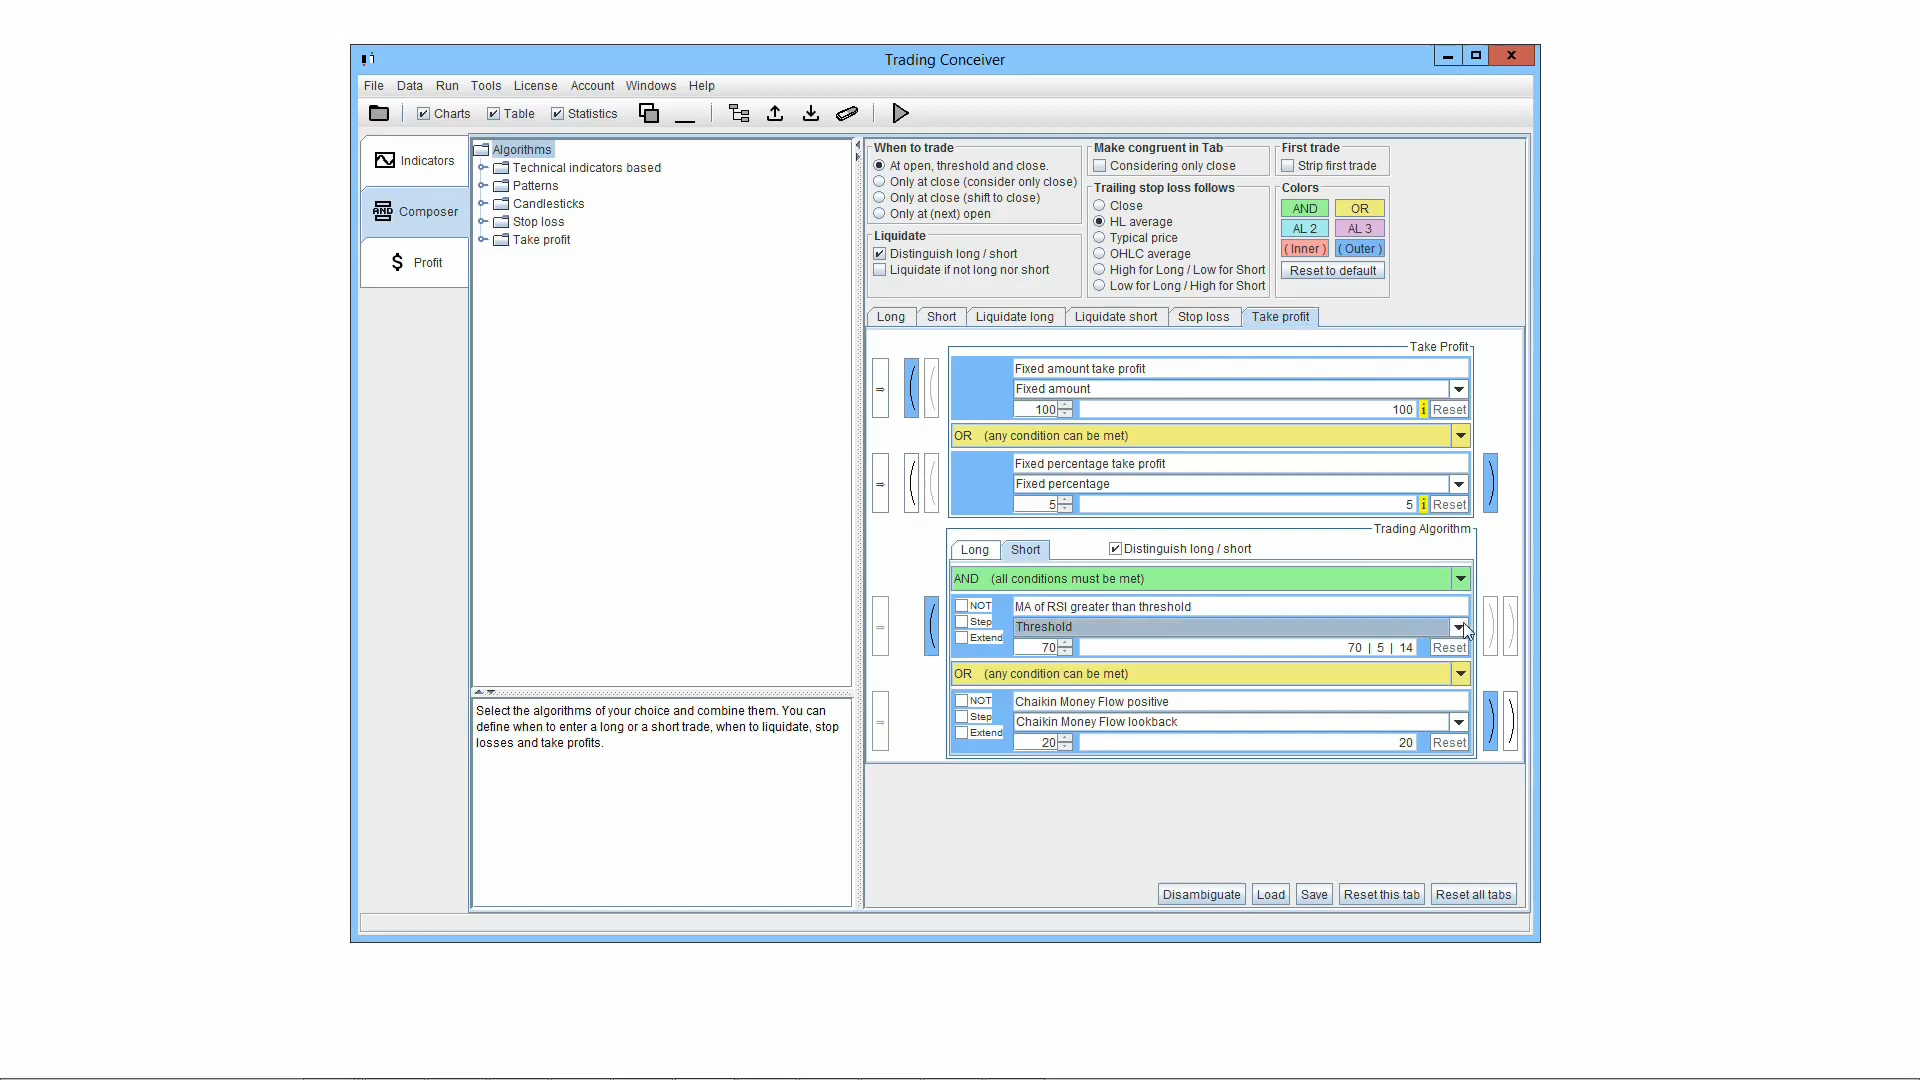 Trading Conceiver
File Data Run Tools License Account Windows Help
Charts Table Statistics
Indicators
Composer
Profit
Algorithms
Technical indicators based
Patterns
Candlesticks
Stop loss
Take profit
Select the algorithms of your choice and combine them. You can
define when to enter a long or a short trade, when to liquidate, stop
losses and take profits.
When to trade
At open, threshold and close.
Only at close (consider only close)
Only at close (shift to close)
Only at (next) open
Liquidate
Distinguish long / short
Liquidate if not long nor short
Make congruent in Tab
Considering only close
Trailing stop loss follows
Close
HL average
Typical price
OHLC average
High for Long / Low for Short
Low for Long / High for Short
First trade
Strip first trade
Colors
AND OR
AL 2 AL 3
( Inner ) ( Outer )
Reset to default
Long Short Liquidate long Liquidate short Stop loss Take profit
Take Profit
Fixed amount take profit
Fixed amount
100 100 i Reset
OR (any condition can be met)
Fixed percentage take profit
Fixed percentage
5 5 i Reset
Trading Algorithm
Long Short Distinguish long / short
AND (all conditions must be met)
NOT MA of RSI greater than threshold
Step Threshold
Extend 70 70 | 5 | 14 Reset
OR (any condition can be met)
NOT Chaikin Money Flow positive
Step Chaikin Money Flow lookback
Extend 20 20 Reset
Disambiguate Load Save Reset this tab Reset all tabs